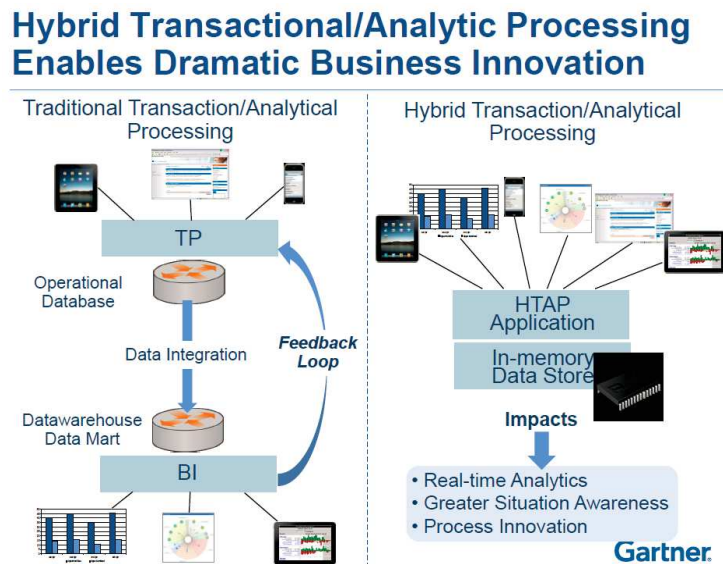 Hybrid Transactional/Analytic Processing
Enables Dramatic Business Innovation
Traditional Transaction/Analytical
Processing
TP
Operational
Database
Data Integration
Feedback
Loop
Datawarehouse
Data Mart
BI
Hybrid Transaction/Analytical
Processing
HTAP
Application
In-memory
Data Store
Impacts
• Real-time Analytics
• Greater Situation Awareness
• Process Innovation
Gartner®